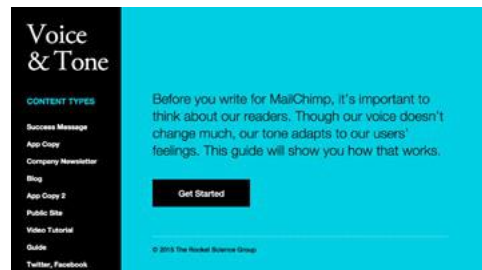 Voice
& Tone
CONTENT TYPES
Success Message
App Copy
Company Newsletter
Blog
App Copy 2
Public Site
Video Tutorial
Guide
Twitter, Facebook
Before you write for MailChimp, it's important to
think about our readers. Though our voice doesn't
change much, our tone adapts to our users'
feelings. This guide will show you how that works.
Get Started
© 2015 The Rocket Science Group